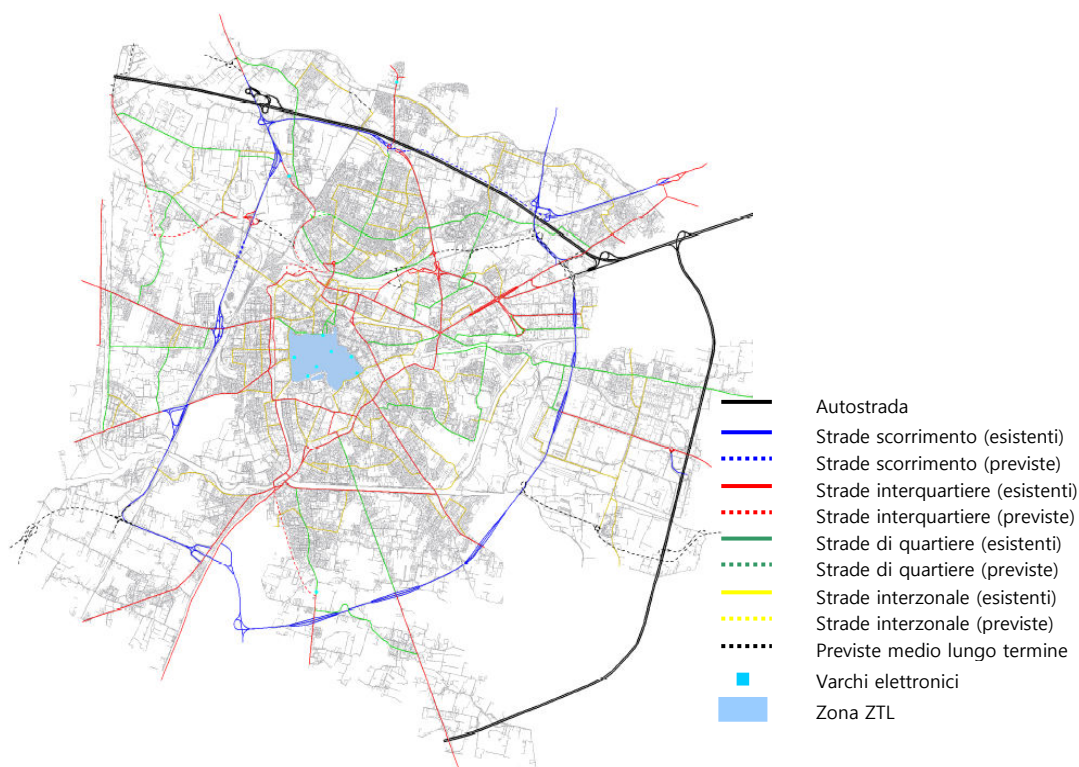 Autostrada
Strade scorrimento (esistenti)
Strade scorrimento (previste)
Strade interquartiere (esistenti)
Strade interquartiere (previste)
Strade di quartiere (esistenti)
Strade di quartiere (previste)
Strade interzonale (esistenti)
Strade interzonale (previste)
Previste medio lungo termine
Varchi elettronici
Zona ZTL